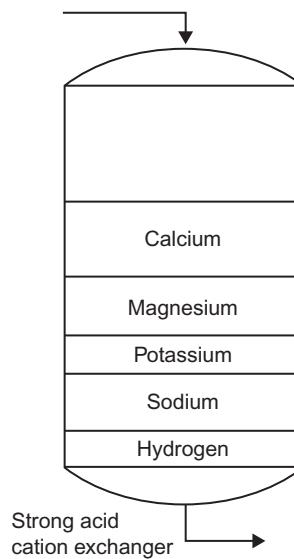 Calcium
Magnesium
Potassium
Sodium
Hydrogen
Strong acid
cation exchanger